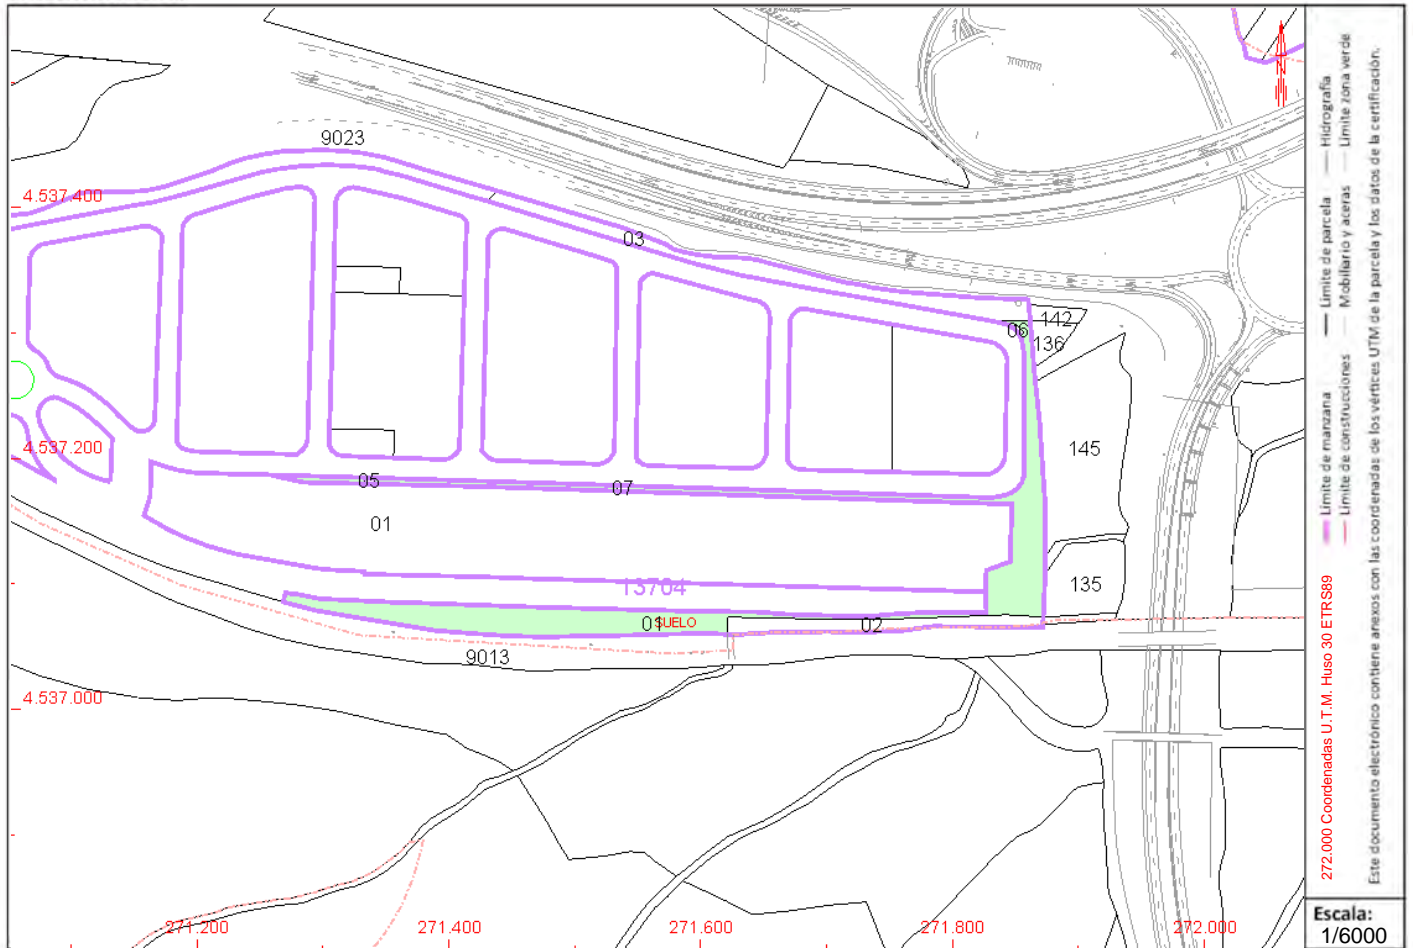 9023
4.537.400
03
142
06
136
4.537.200
145
05
07
01
13704
135
01
SUELO
02
9013
4.537.000
271.200
271.400
271.600
271.800
272.000
Límite de manzana
Límite de parcela
Hidrografía
Límite de construcciones
Mobiliario y aceras
Límite zona verde
272.000 Coordenadas U.T.M. Huso 30 ETRS89
Este documento electrónico contiene anexos con las coordenadas de los vértices UTM de la parcela y los datos de la certificación.
Escala:
1/6000